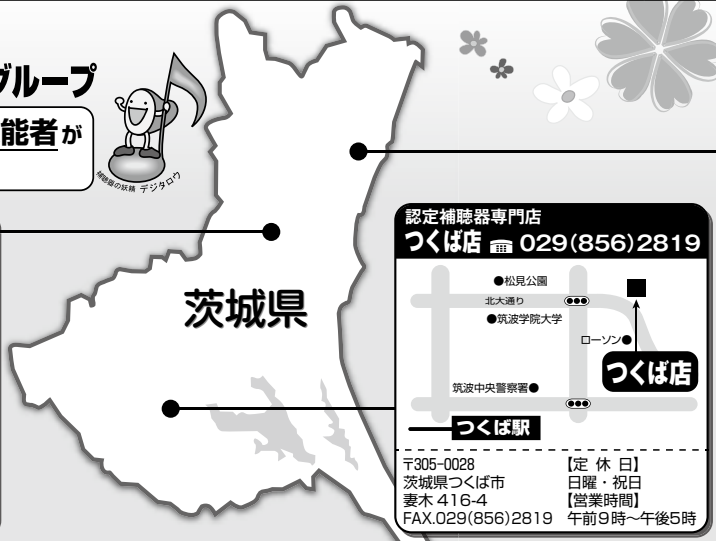 グループ
能者が
補聴器の妖精 デジタロウ
茨城県
認定補聴器専門店
つくば店 ☎ 029(856)2819
●松見公園
北大通り
●筑波学院大学
ローソン●
つくば店
筑波中央警察署●
つくば駅
〒305-0028
茨城県つくば市
妻木 416-4
FAX.029(856)2819
【定 休 日】
日曜・祝日
【営業時間】
午前9時〜午後5時